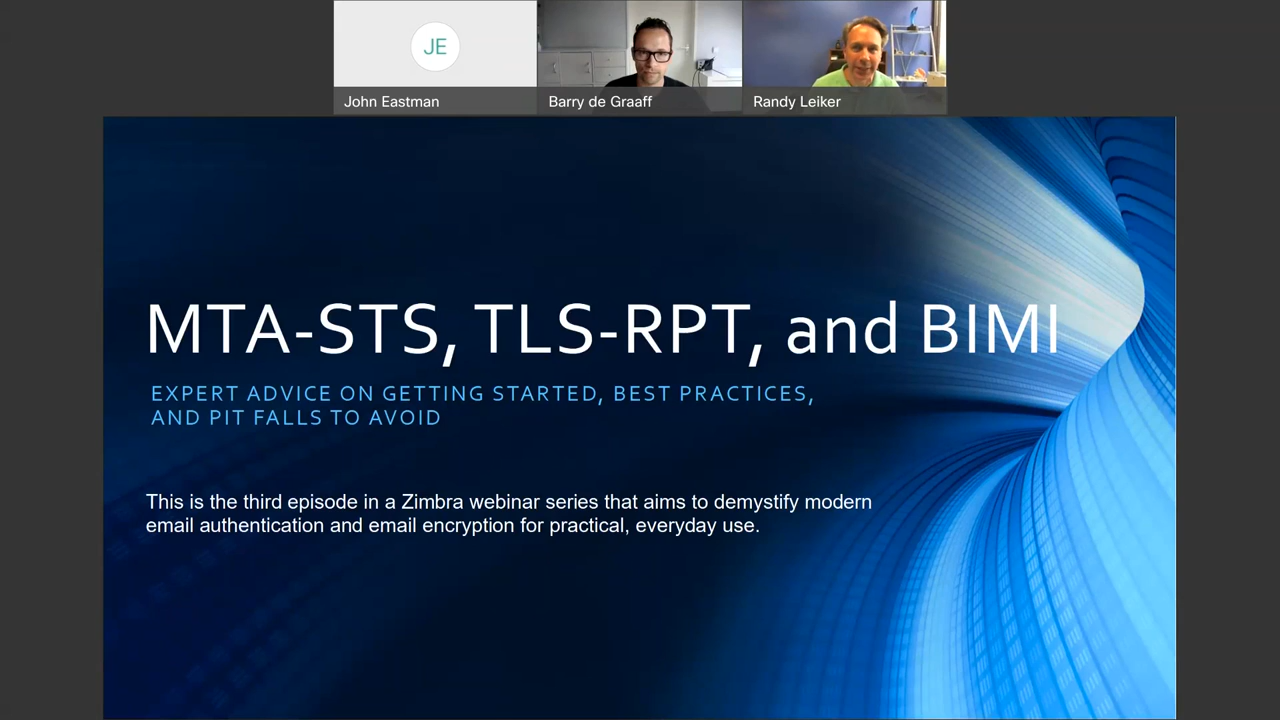 JE
John Eastman
Barry de Graaff
Randy Leiker
MTA-STS, TLS-RPT, and BIMI
EXPERT ADVICE ON GETTING STARTED, BEST PRACTICES,
AND PIT FALLS TO AVOID
This is the third episode in a Zimbra webinar series that aims to demystify modern
email authentication and email encryption for practical, everyday use.